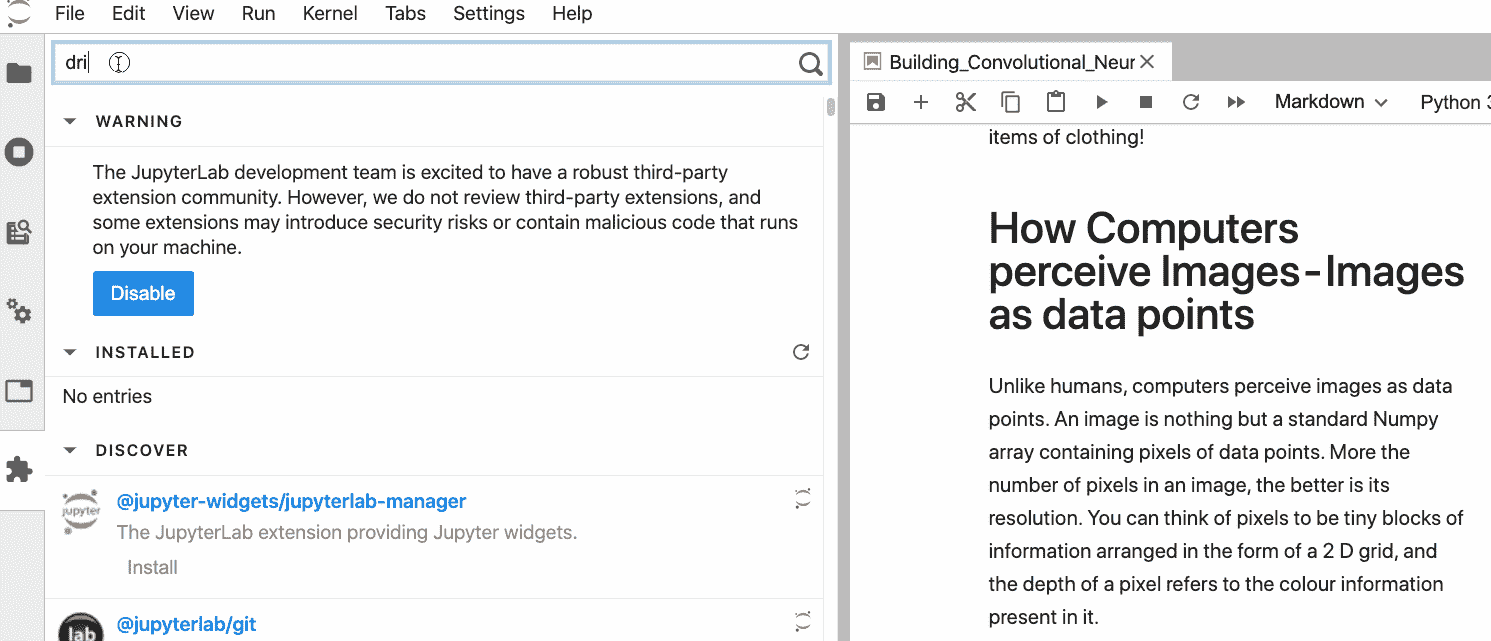 File Edit View Run Kernel Tabs Settings Help
dri
WARNING
The JupyterLab development team is excited to have a robust third-party
extension community. However, we do not review third-party extensions, and
some extensions may introduce security risks or contain malicious code that runs
on your machine.
Disable
INSTALLED
No entries
DISCOVER
jupyter
@jupyter-widgets/jupyterlab-manager
The JupyterLab extension providing Jupyter widgets.
Install
lab
@jupyterlab/git
Building_Convolutional_Neur
Markdown
Python 3
items of clothing!
How Computers
perceive Images-Images
as data points
Unlike humans, computers perceive images as data
points. An image is nothing but a standard Numpy
array containing pixels of data points. More the
number of pixels in an image, the better is its
resolution. You can think of pixels to be tiny blocks of
information arranged in the form of a 2 D grid, and
the depth of a pixel refers to the colour information
present in it.